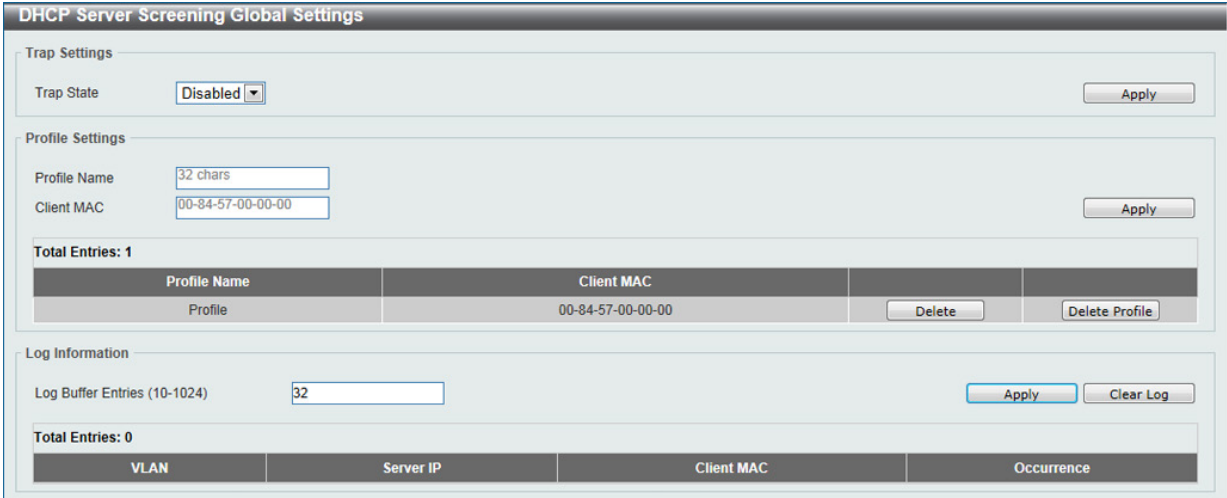 DHCP Server Screening Global Settings
Trap Settings
Trap State Disabled Apply
Profile Settings
Profile Name 32 chars
Client MAC 00-84-57-00-00-00 Apply
Total Entries: 1
Profile Name Client MAC
Profile 00-84-57-00-00-00 Delete Delete Profile
Log Information
Log Buffer Entries (10-1024) 32 Apply Clear Log
Total Entries: 0
VLAN Server IP Client MAC Occurrence